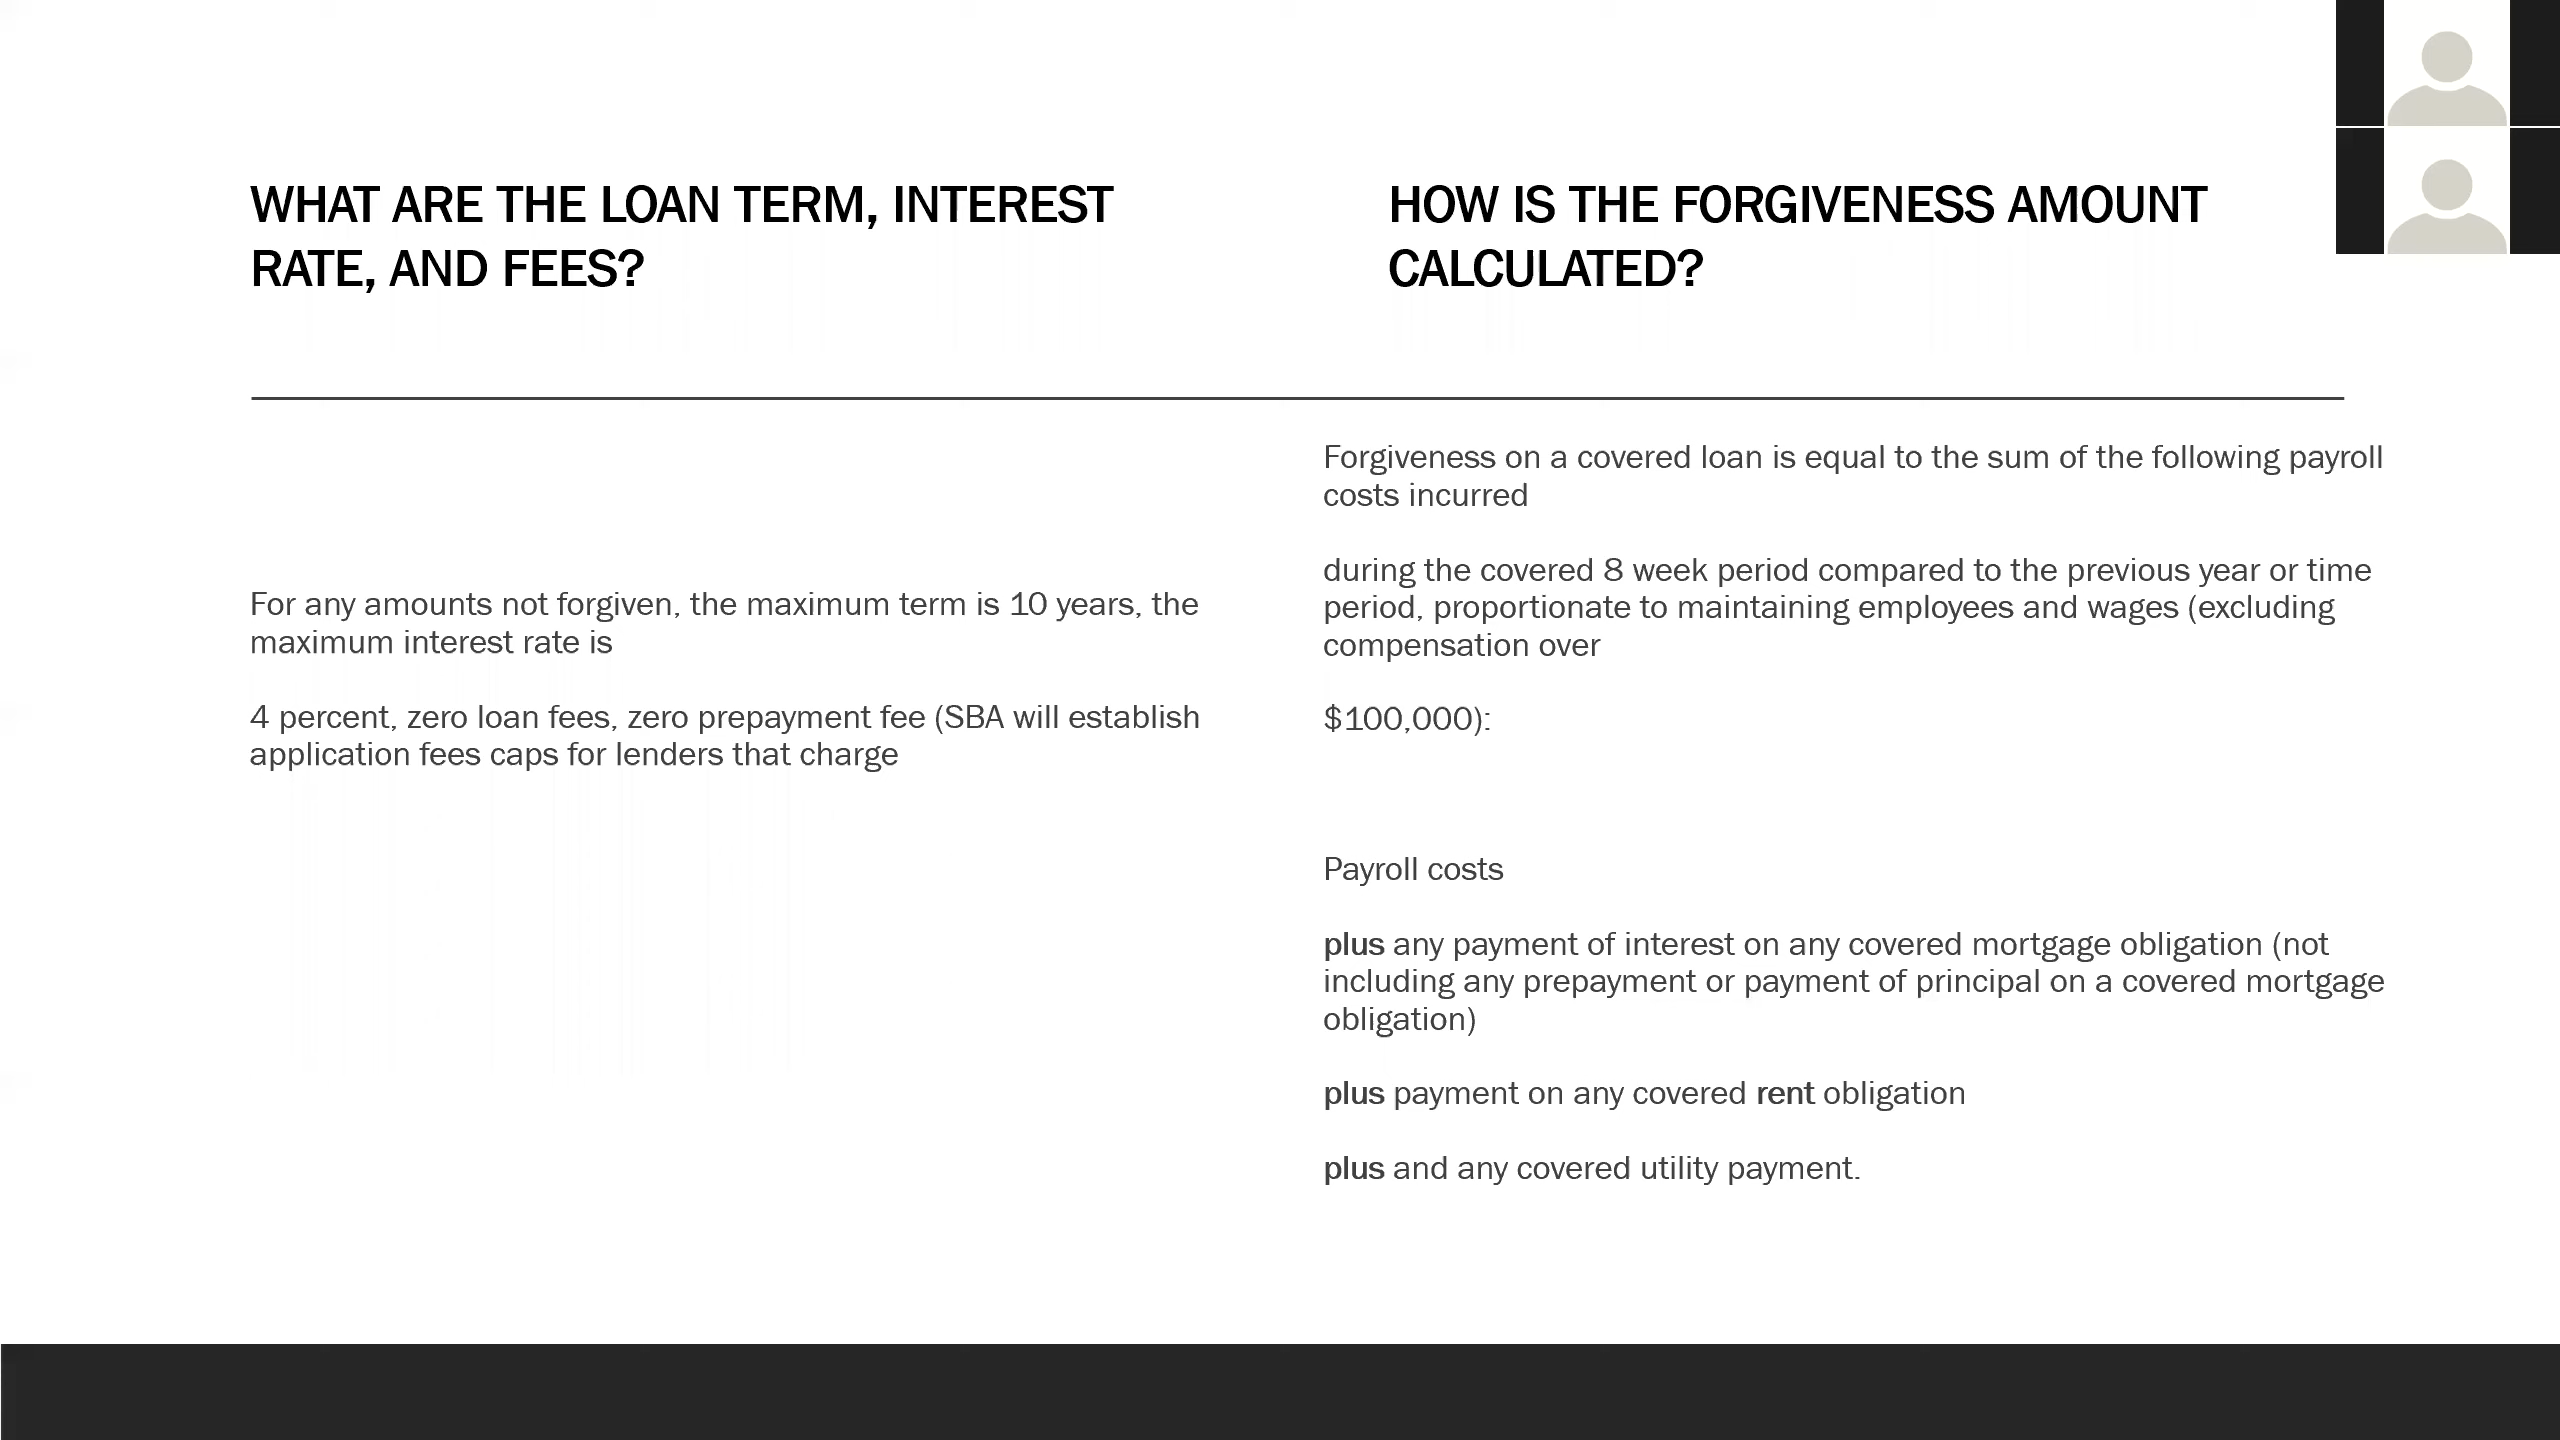 WHAT ARE THE LOAN TERM, INTEREST
RATE, AND FEES?
For any amounts not forgiven, the maximum term is 10 years, the
maximum interest rate is
4 percent, zero loan fees, zero prepayment fee (SBA will establish
application fees caps for lenders that charge
HOW IS THE FORGIVENESS AMOUNT
CALCULATED?
Forgiveness on a covered loan is equal to the sum of the following payroll
costs incurred
during the covered 8 week period compared to the previous year or time
period, proportionate to maintaining employees and wages (excluding
compensation over
$100,000):
Payroll costs
plus any payment of interest on any covered mortgage obligation (not
including any prepayment or payment of principal on a covered mortgage
obligation)
plus payment on any covered rent obligation
plus and any covered utility payment.